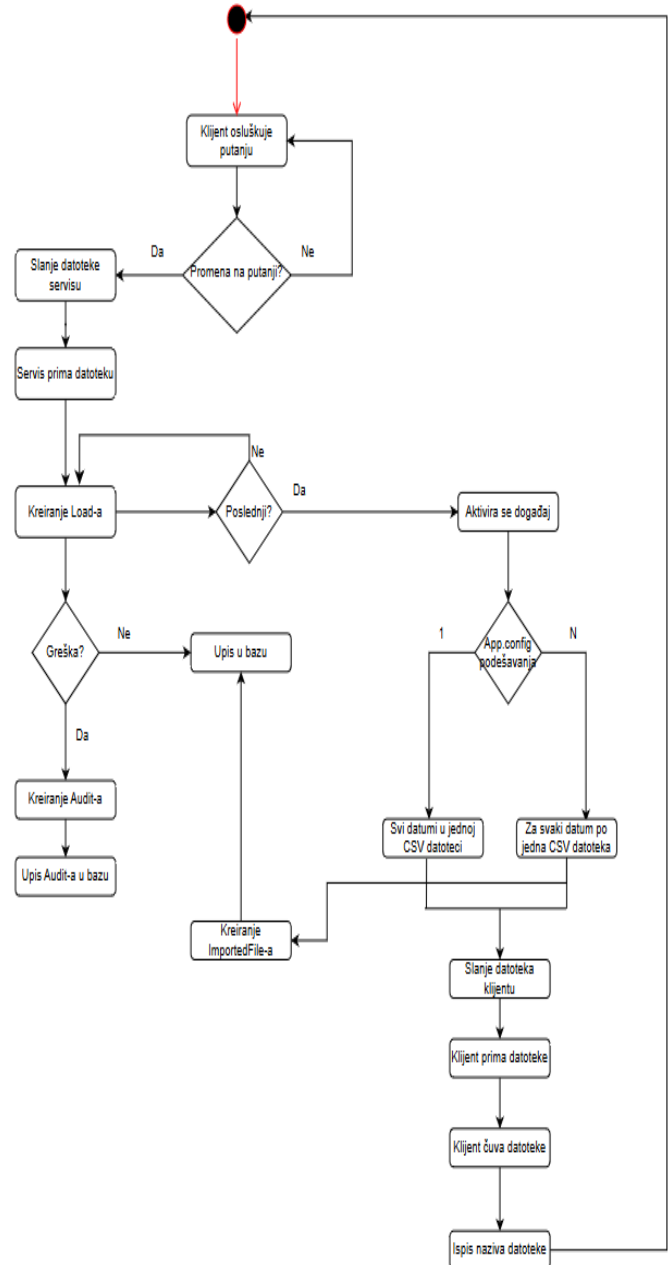 Klijent osluškuje
putanju
Promena na putanji?
Da
Ne
Slanje datoteke
servisu
Servis prima datoteku
Kreiranje Load-a
Ne
Poslednji?
Da
Aktivira se događaj
Greška?
Ne
Da
Upis u bazu
App.config
podešavanja
1
N
Kreiranje Audit-a
Upis Audit-a u bazu
Svi datumi u jednoj
CSV datoteci
Za svaki datum po
jedna CSV datoteka
Kreiranje
ImportedFile-a
Slanje datoteka
klijentu
Klijent prima datoteke
Klijent čuva datoteke
Ispis naziva datoteke